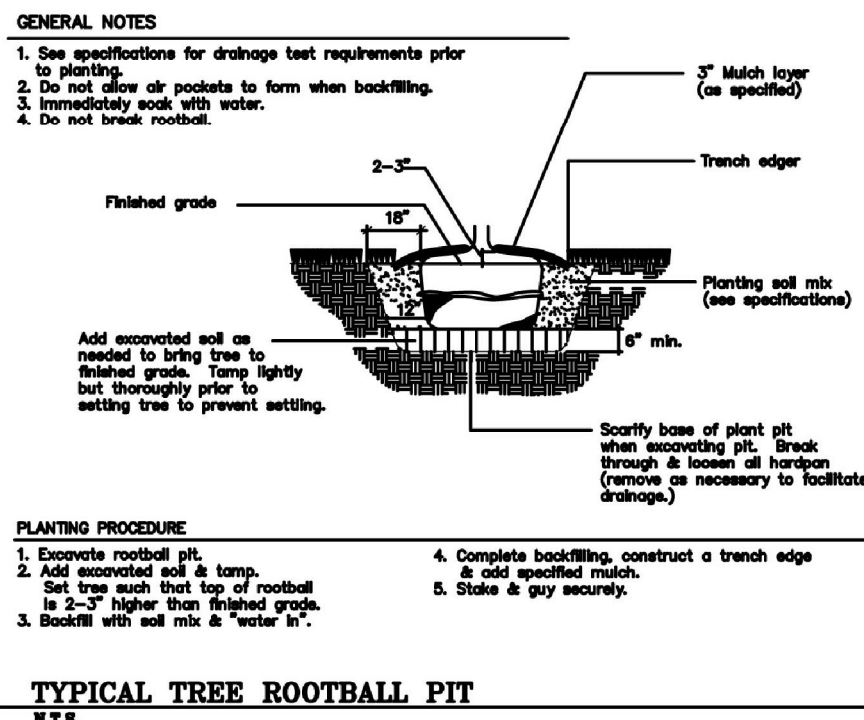 GENERAL NOTES
1. See specifications for drainage test requirements prior
to planting.
2. Do not allow air pockets to form when backfilling.
3. Immediately soak with water.
4. Do not break rootball.
3" Mulch layer
(as specified)
2-3"
Trench edger
Finished grade
18"
Planting soil mix
(see specifications)
12"
Add excavated soil as
needed to bring tree to
finished grade. Tamp lightly
but thoroughly prior to
setting tree to prevent settling.
6" min.
Scarify base of plant pit
when excavating pit. Break
through & loosen all hardpan
(remove as necessary to facilitate
drainage.)
PLANTING PROCEDURE
1. Excavate rootball pit.
2. Add excavated soil & tamp.
Set tree such that top of rootball
is 2-3" higher than finished grade.
3. Backfill with soil mix & "water in".
4. Complete backfilling, construct a trench edge
& add specified mulch.
5. Stake & guy securely.
TYPICAL TREE ROOTBALL PIT
N.T.S.